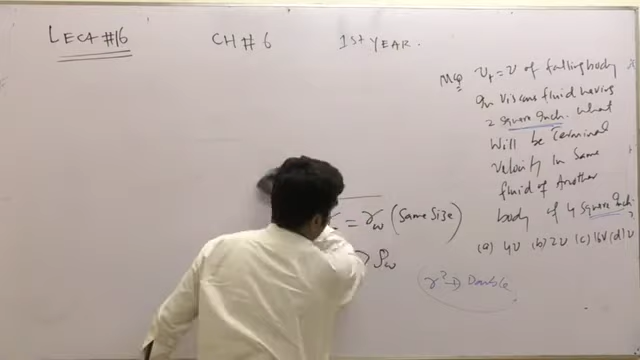 LECT #16 CH # 6 1ST YEAR.
MCQ vt = v of falling body
in viscous fluid having
2 square inch. What
will be Terminal
velocity in same
fluid of Another
body of 4 square inch
(a) 4v (b) 2v (c) 16v (d) v
= rw (Same Size)
ρw
r² → Double